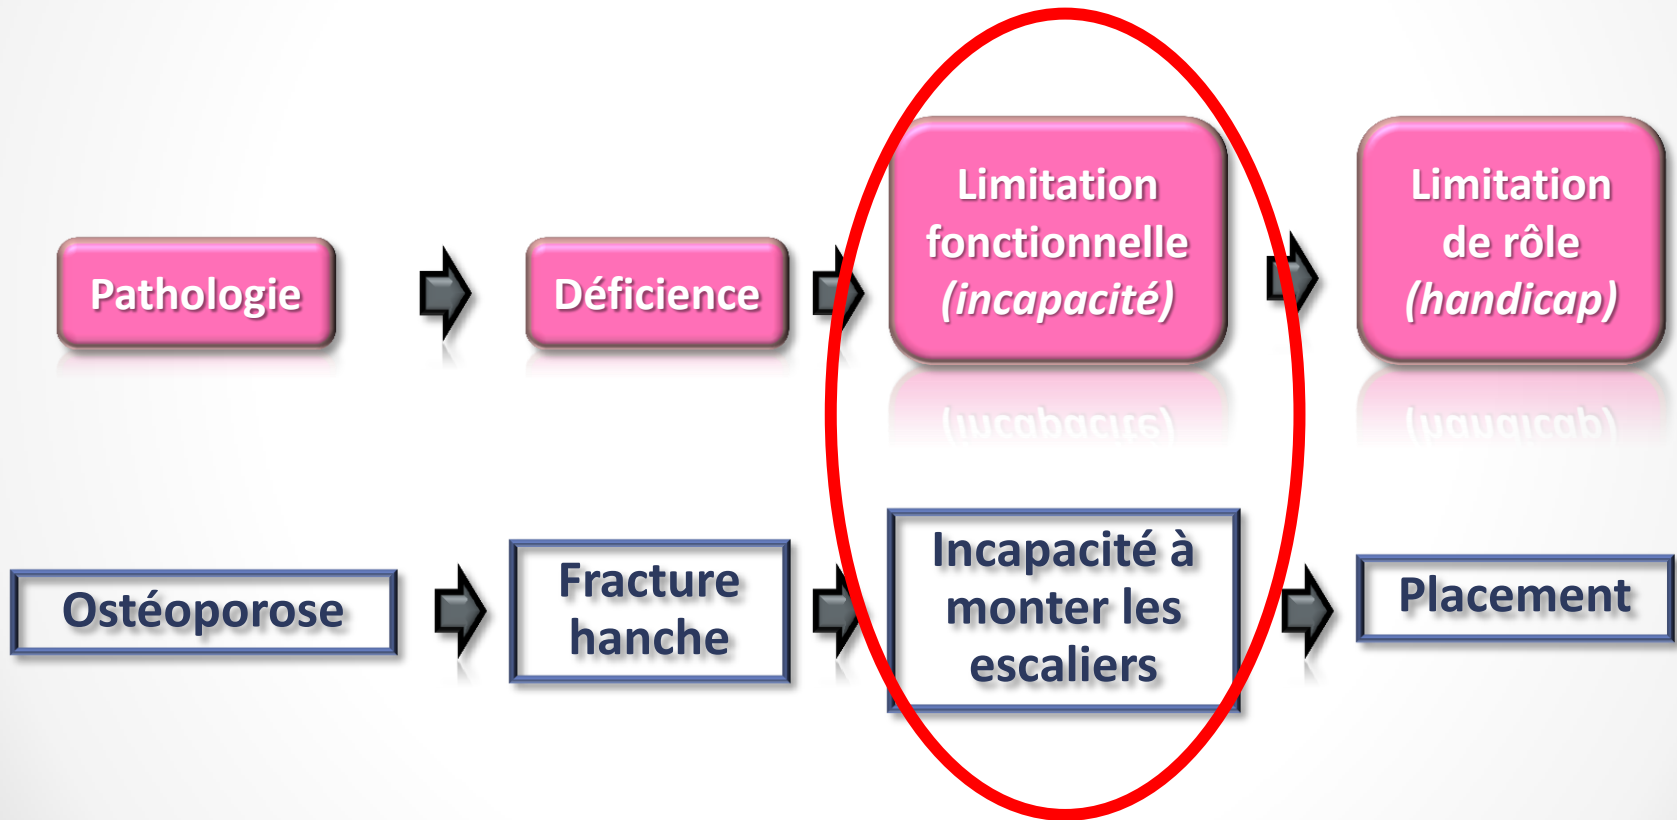 Pathologie
Déficience
Limitation
fonctionnelle
(incapacité)
Limitation
de rôle
(handicap)
Ostéoporose
Fracture
hanche
Incapacité à
monter les
escaliers
Placement